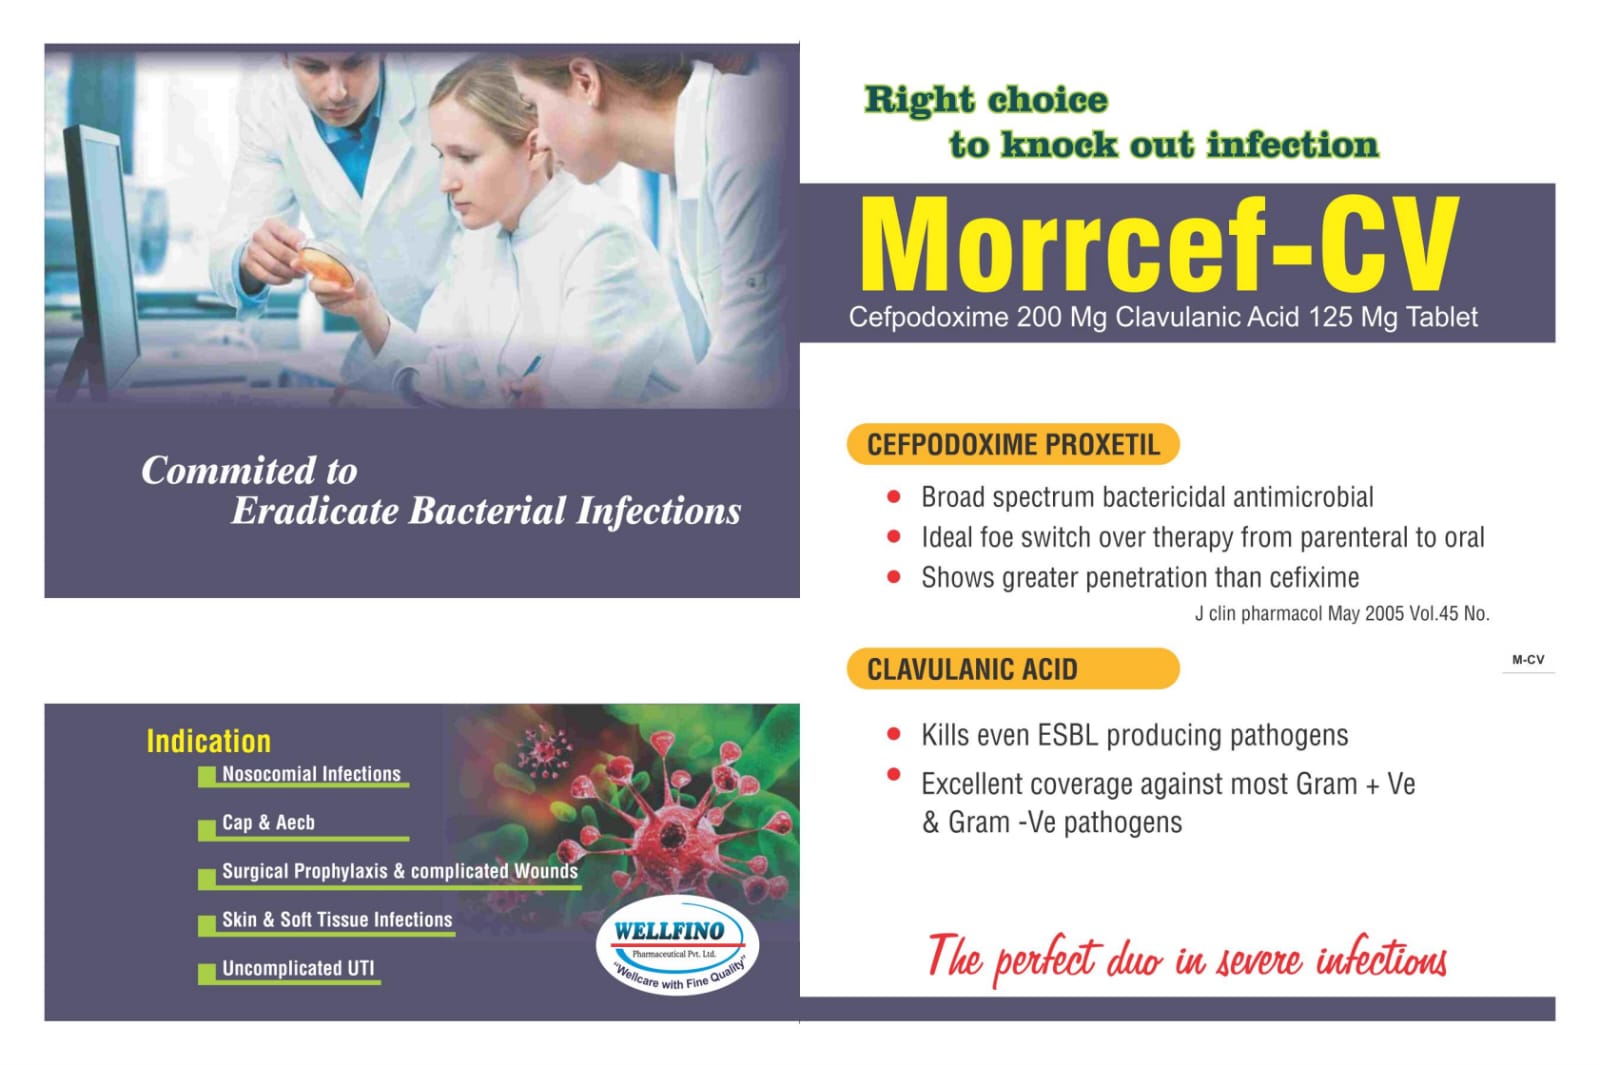 Commited to
Eradicate Bacterial Infections
Indication
Nosocomial Infections
Cap & Aecb
Surgical Prophylaxis & complicated Wounds
Skin & Soft Tissue Infections
Uncomplicated UTI
WELLFINO
Pharmaceutical Pvt. Ltd.
"Wellcare with Fine Quality"
Right choice
to knock out infection
Morrcef-CV
Cefpodoxime 200 Mg Clavulanic Acid 125 Mg Tablet
CEFPODOXIME PROXETIL
Broad spectrum bactericidal antimicrobial
Ideal foe switch over therapy from parenteral to oral
Shows greater penetration than cefixime
J clin pharmacol May 2005 Vol.45 No.
M-CV
CLAVULANIC ACID
Kills even ESBL producing pathogens
Excellent coverage against most Gram + Ve
& Gram -Ve pathogens
The perfect duo in severe infections